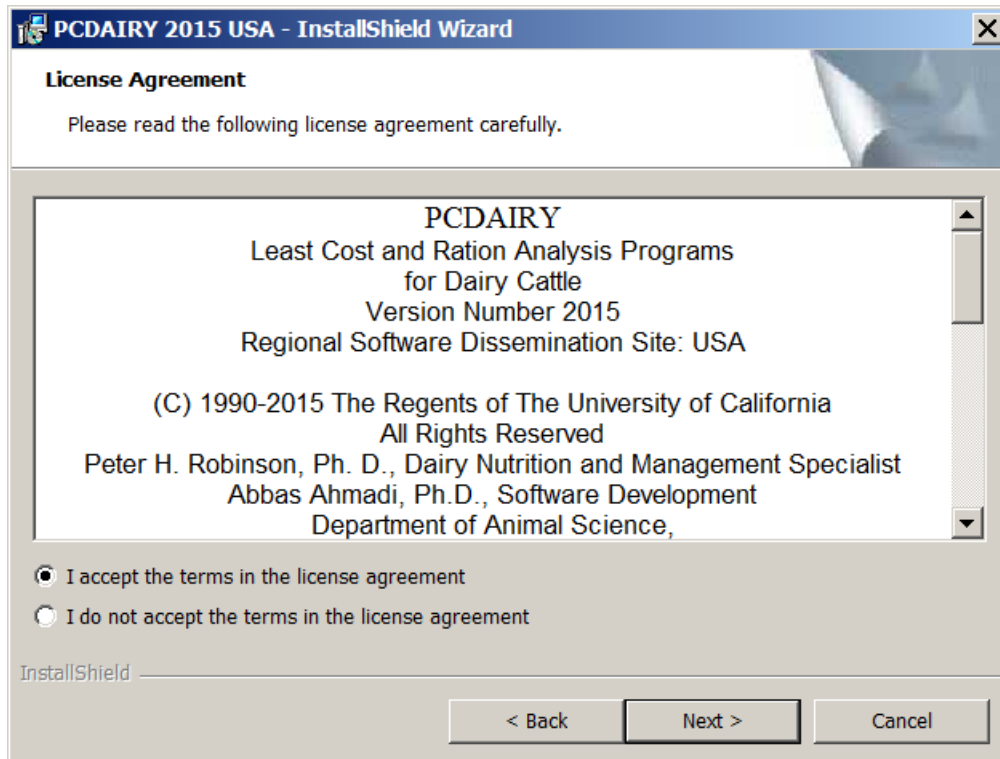 PCDAIRY 2015 USA - InstallShield Wizard
License Agreement
Please read the following license agreement carefully.
PCDAIRY
Least Cost and Ration Analysis Programs
for Dairy Cattle
Version Number 2015
Regional Software Dissemination Site: USA
(C) 1990-2015 The Regents of The University of California
All Rights Reserved
Peter H. Robinson, Ph. D., Dairy Nutrition and Management Specialist
Abbas Ahmadi, Ph.D., Software Development
Department of Animal Science,
I accept the terms in the license agreement
I do not accept the terms in the license agreement
InstallShield
< Back Next > Cancel